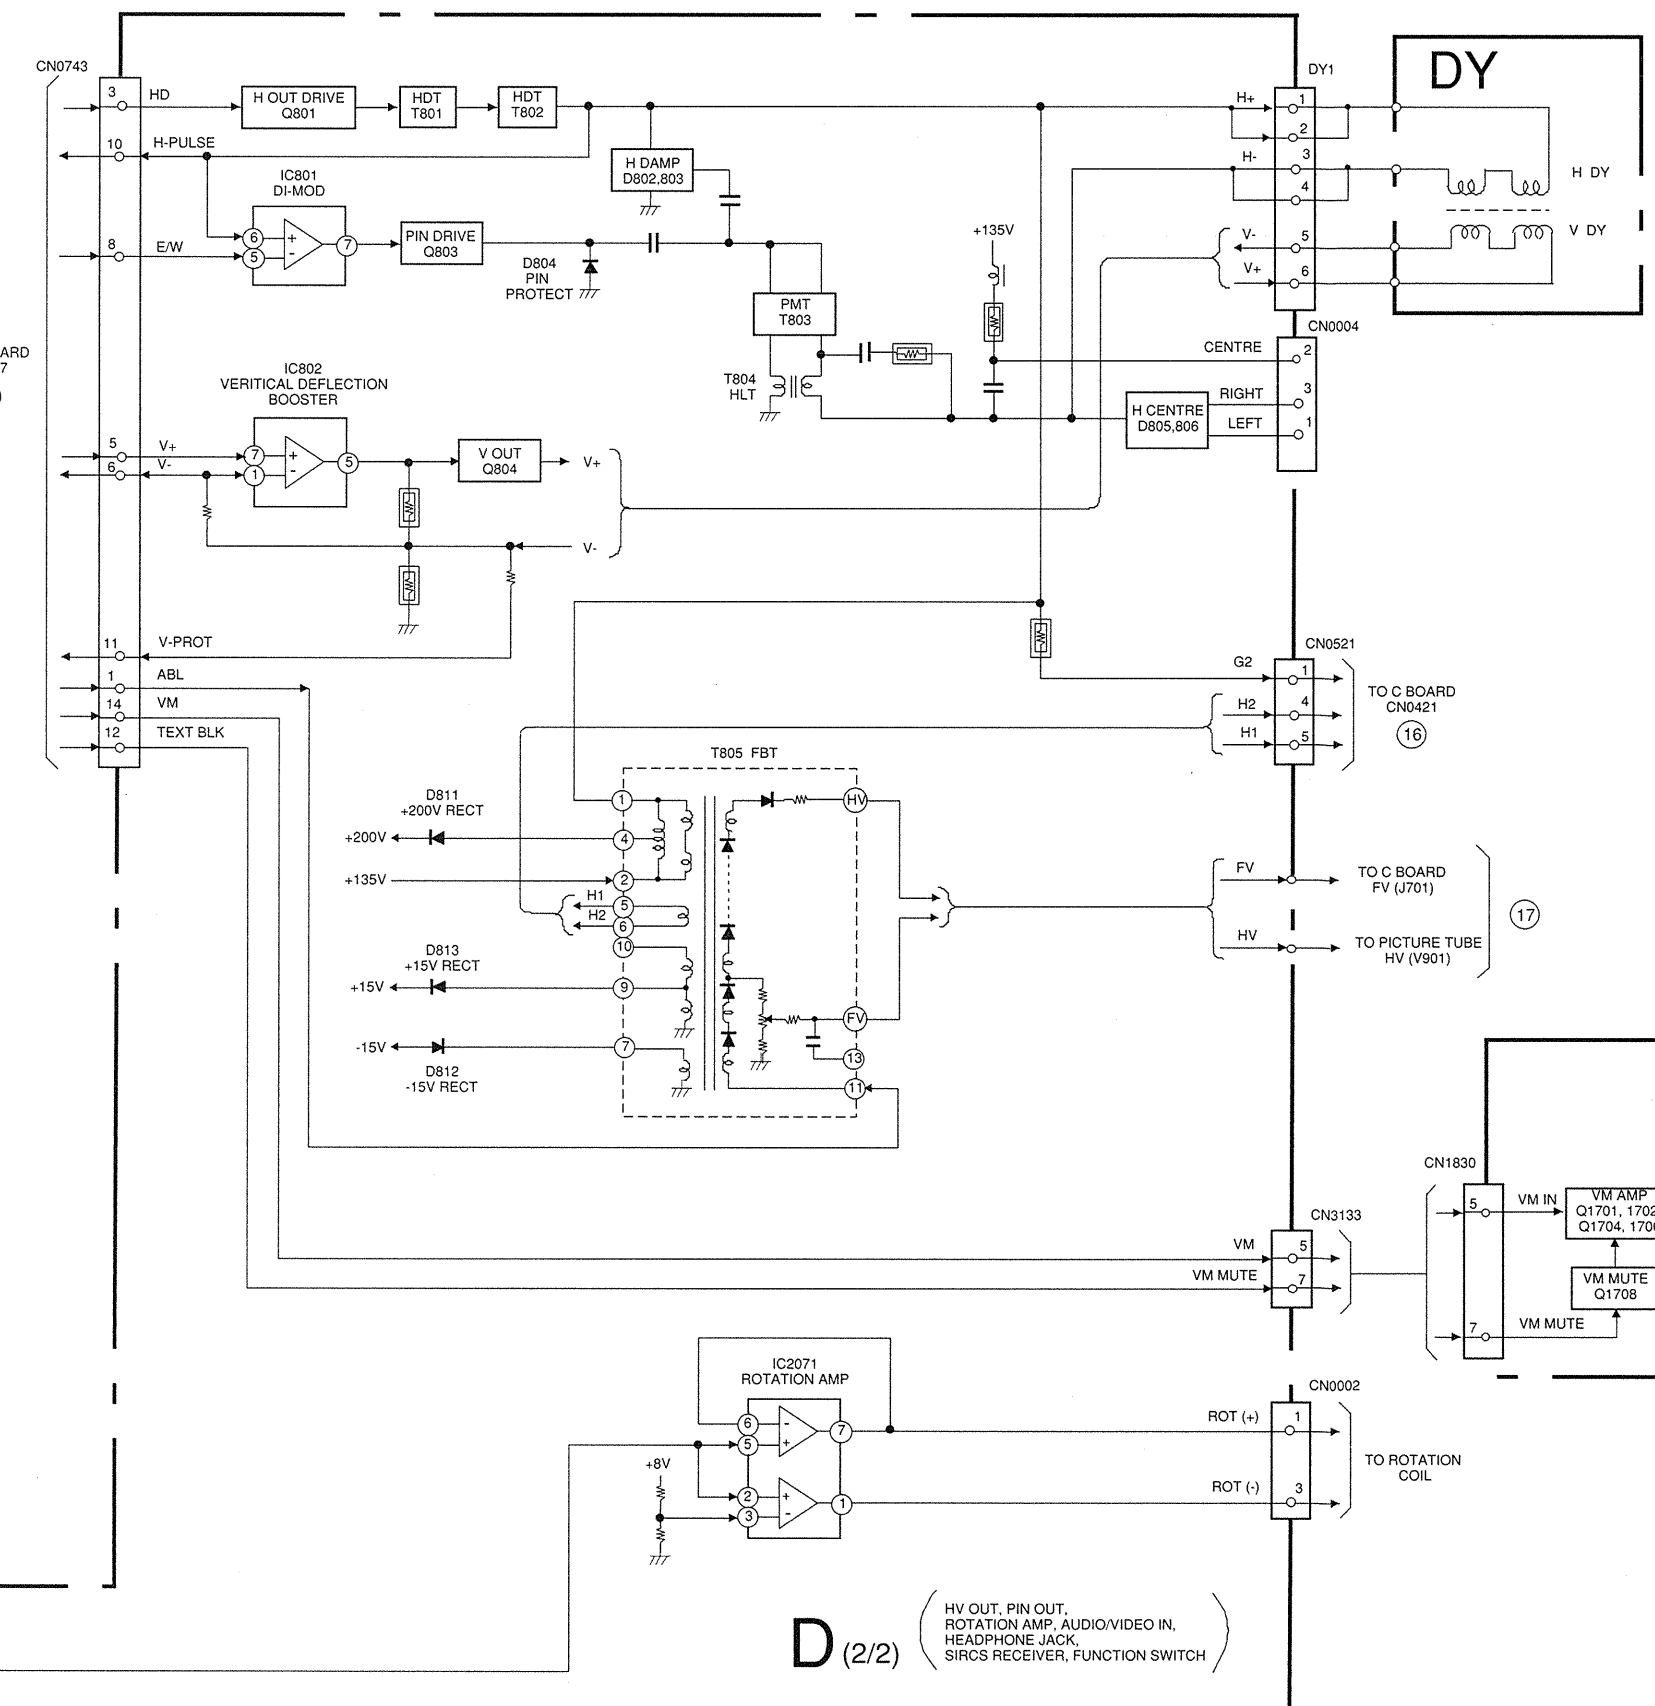 CN0743
3 HD
H OUT DRIVE
Q801
HDT
T801
HDT
T802
10 H-PULSE
IC801
DI-MOD
6 + 7
5 -
8 E/W
PIN DRIVE
Q803
D804
PIN
PROTECT
H DAMP
D802,803
PMT
T803
T804
HLT
+135V
H CENTRE
D805,806
DY1
H+ 1
2
H- 3
4
V- 5
V+ 6
DY
H DY
V DY
CN0004
CENTRE 2
RIGHT 3
LEFT 1
ARD
7
)
IC802
VERITICAL DEFLECTION
BOOSTER
5 V+
6 V-
7 + 5
1 -
V OUT
Q804
V+
V-
11 V-PROT
1 ABL
14 VM
12 TEXT BLK
CN0521
G2 1
H2 4
H1 5
TO C BOARD
CN0421
16
T805 FBT
D811
+200V RECT
+200V
+135V
H1
H2
D813
+15V RECT
+15V
-15V
D812
-15V RECT
1
4
2
5
6
10
9
7
HV
FV
13
11
FV
HV
TO C BOARD
FV (J701)
TO PICTURE TUBE
HV (V901)
17
CN3133
VM 5
VM MUTE 7
CN1830
5 VM IN
VM AMP
Q1701, 1702
Q1704, 1706
VM MUTE
Q1708
7 VM MUTE
IC2071
ROTATION AMP
6 - 7
5 +
2 + 1
3 -
+8V
CN0002
ROT (+) 1
ROT (-) 3
TO ROTATION
COIL
D (2/2)
HV OUT, PIN OUT,
ROTATION AMP, AUDIO/VIDEO IN,
HEADPHONE JACK,
SIRCS RECEIVER, FUNCTION SWITCH